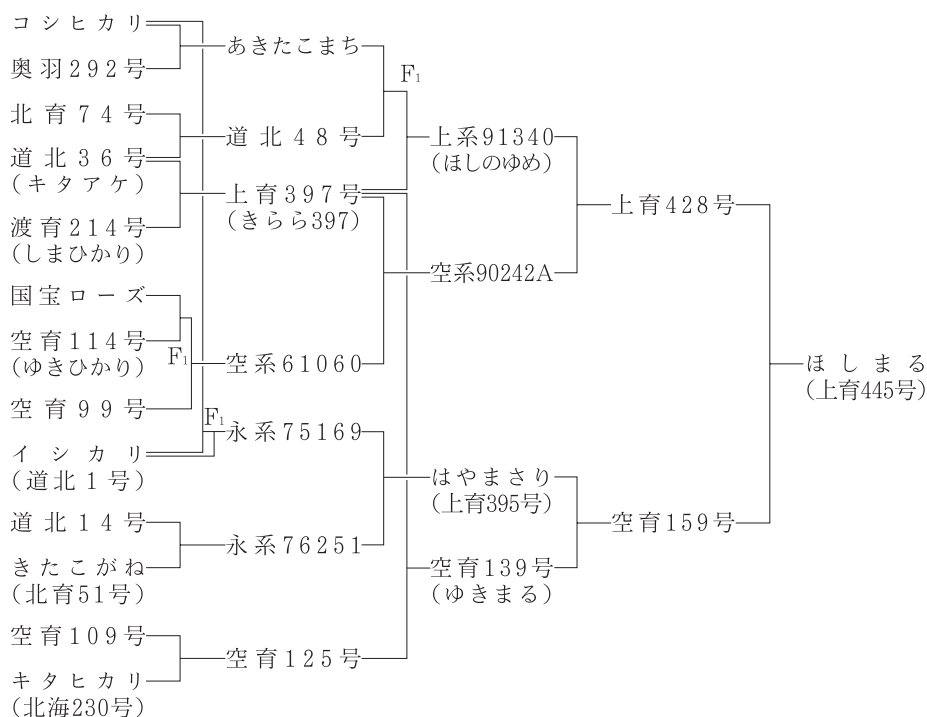 コシヒカリ
奥羽292号
北育74号
道北36号
(キタアケ)
渡育214号
(しまひかり)
国宝ローズ
空育114号
(ゆきひかり)
空育99号
イシカリ
(道北1号)
道北14号
きたこがね
(北育51号)
空育109号
キタヒカリ
(北海230号)
F₁
F₁
あきたこまち
道北48号
上育397号
(きらら397)
空系61060
永系75169
永系76251
空育125号
F₁
上系91340
(ほしのゆめ)
空系90242A
はやまさり
(上育395号)
空育139号
(ゆきまる)
上育428号
空育159号
ほしまる
(上育445号)